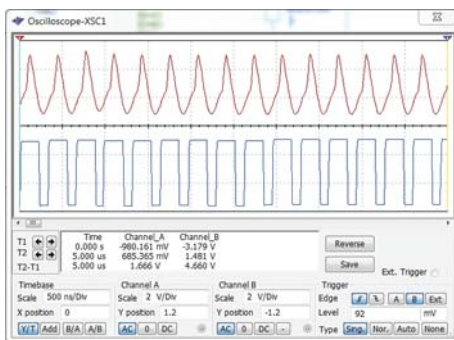 Oscilloscope-XSC1
Time Channel_A Channel_B
T1 0.000 s -980.161 mV -3.179 V
T2 5.000 us 685.365 mV 1.481 V
T2-T1 5.000 us 1.666 V 4.660 V
Reverse
Save
Ext. Trigger
Timebase
Scale 500 ns/Div
X position 0
Y/T Add B/A A/B
Channel A
Scale 2 V/Div
Y position 1.2
AC 0 DC
Channel B
Scale 2 V/Div
Y position -1.2
AC 0 DC -
Trigger
Edge A B Ext
Level 92 mV
Type Sing. Nor. Auto None